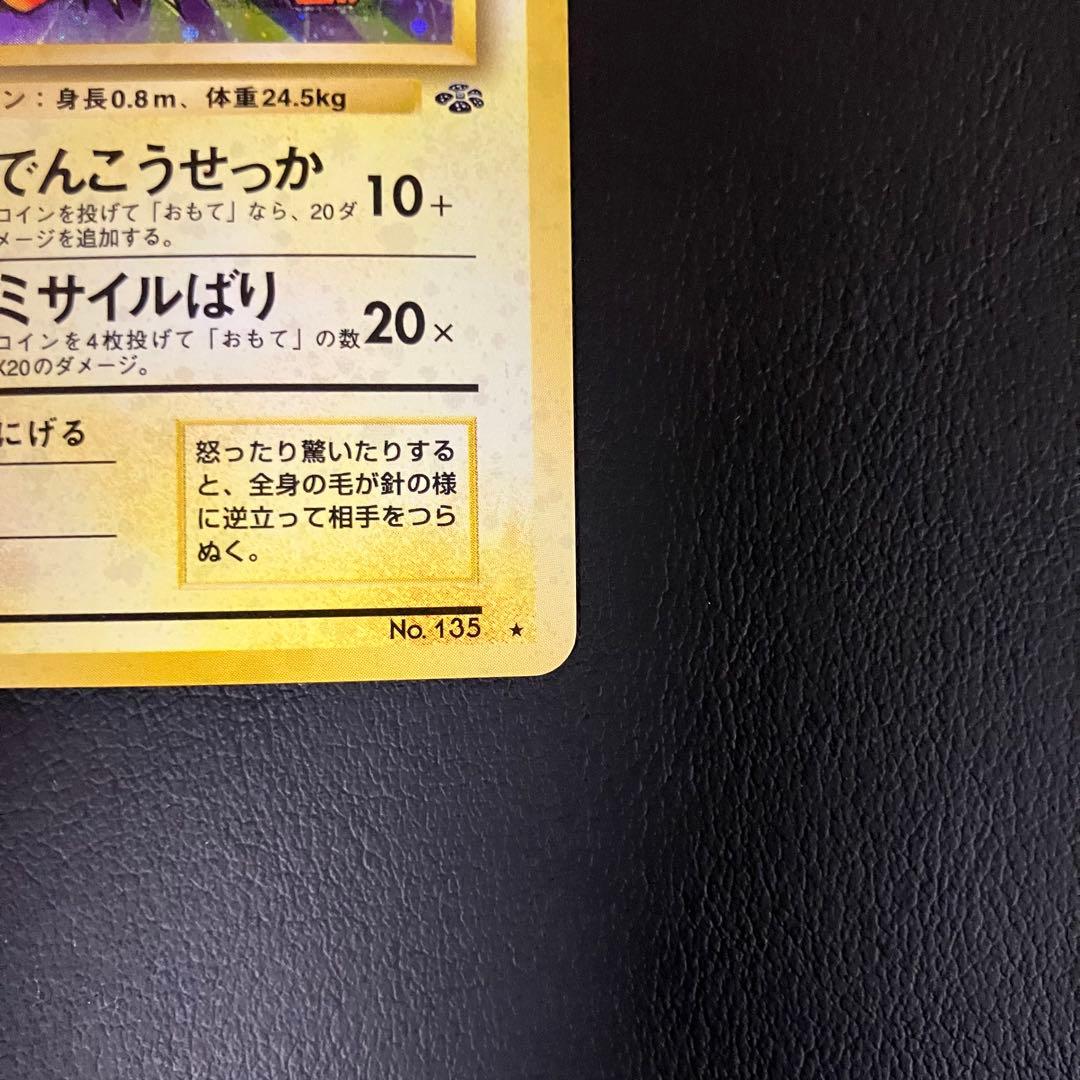 ン：身長0.8m、体重24.5kg
でんこうせっか 10+
コインを投げて「おもて」なら、20ダ
メージを追加する。
ミサイルばり 20×
コインを4枚投げて「おもて」の数
X20のダメージ。
にげる
怒ったり驚いたりする
と、全身の毛が針の様
に逆立って相手をつら
ぬく。
No. 135 ★